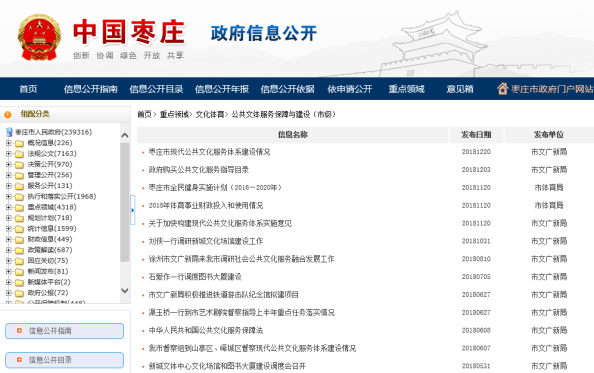 中国枣庄
政府信息公开
创新 协调 绿色 开放 共享
首页 信息公开指南 信息公开目录 信息公开年报 信息公开依据 依申请公开 重点领域 意见箱 枣庄市政府门户网站
组配分类
枣庄市人民政府(239316)
概况信息(226)
法规公文(7163)
决策公开(970)
管理公开(256)
服务公开(131)
执行和落实公开(1968)
重点领域(4318)
规划计划(718)
统计信息(1599)
财政信息(449)
政策解读(687)
回应关切(75)
新闻发布(81)
新媒体平台(2)
政府公报(72)
信息公开指南
信息公开目录
首页> 重点领域> 文化体育> 公共文体服务保障与建设（市级）
信息名称 发布日期 发布单位
枣庄市现代公共文化服务体系建设情况 20181220 市文广新局
政府购买公共文化服务指导目录 20181203 市文广新局
枣庄市全民健身实施计划（2016—2020年） 20181120 市体育局
2018年体育事业财政投入和使用情况 20181120 市体育局
关于加快构建现代公共文化服务体系实施意见 20181120 市文广新局
刘侠一行调研新城文化场馆建设工作 20181031 市文广新局
徐州市文广新局来我市调研社会公共文化服务融合发展工作 20180810 市文广新局
石誓作一行调度图书大厦建设 20180705 市文广新局
市文广新局积极推进铁道游击队纪念馆拟建项目 20180627 市文广新局
渠玉桥一行到市艺术剧院督察指导上半年重点任务落实情况 20180627 市文广新局
中华人民共和国公共文化服务保障法 20180608 市文广新局
我市督察组到山亭区、峄城区督察现代公共文化服务体系建设情况 20180607 市文广新局
新城文体中心文化场馆和图书大厦建设调度会召开 20180531 市文广新局